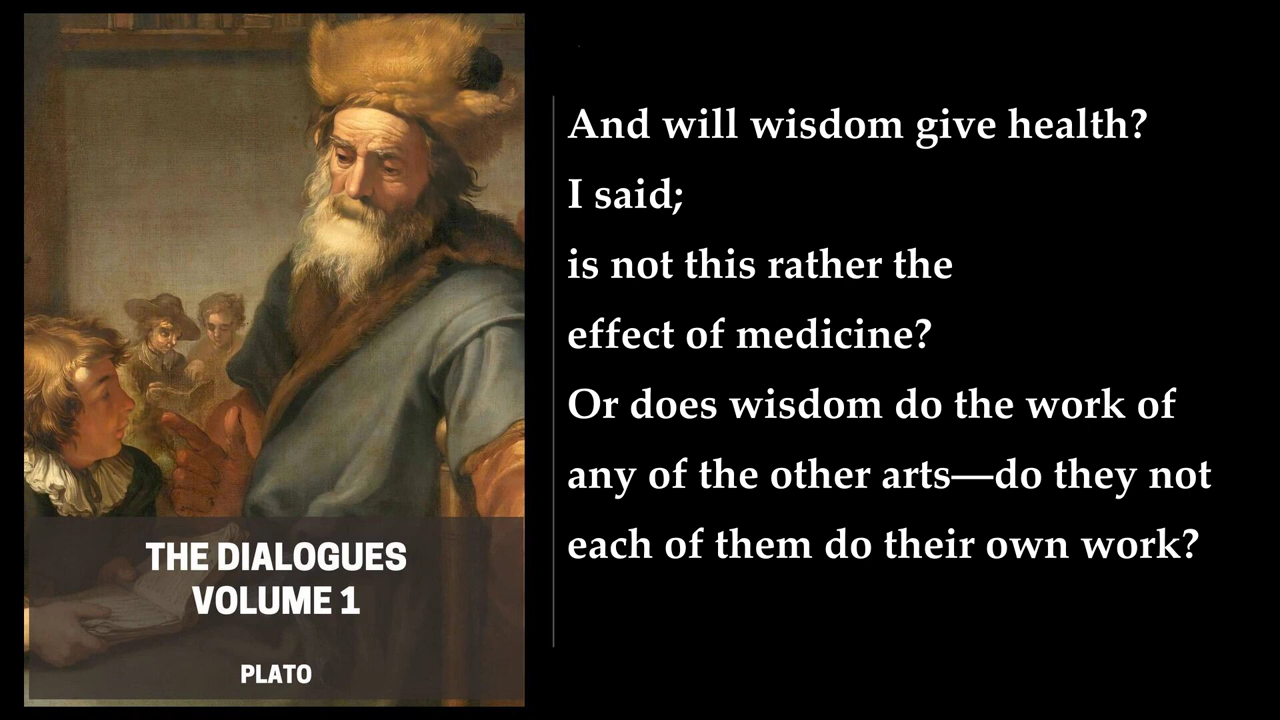 THE DIALOGUES
VOLUME 1
PLATO
And will wisdom give health?
I said;
is not this rather the
effect of medicine?
Or does wisdom do the work of
any of the other arts—do they not
each of them do their own work?